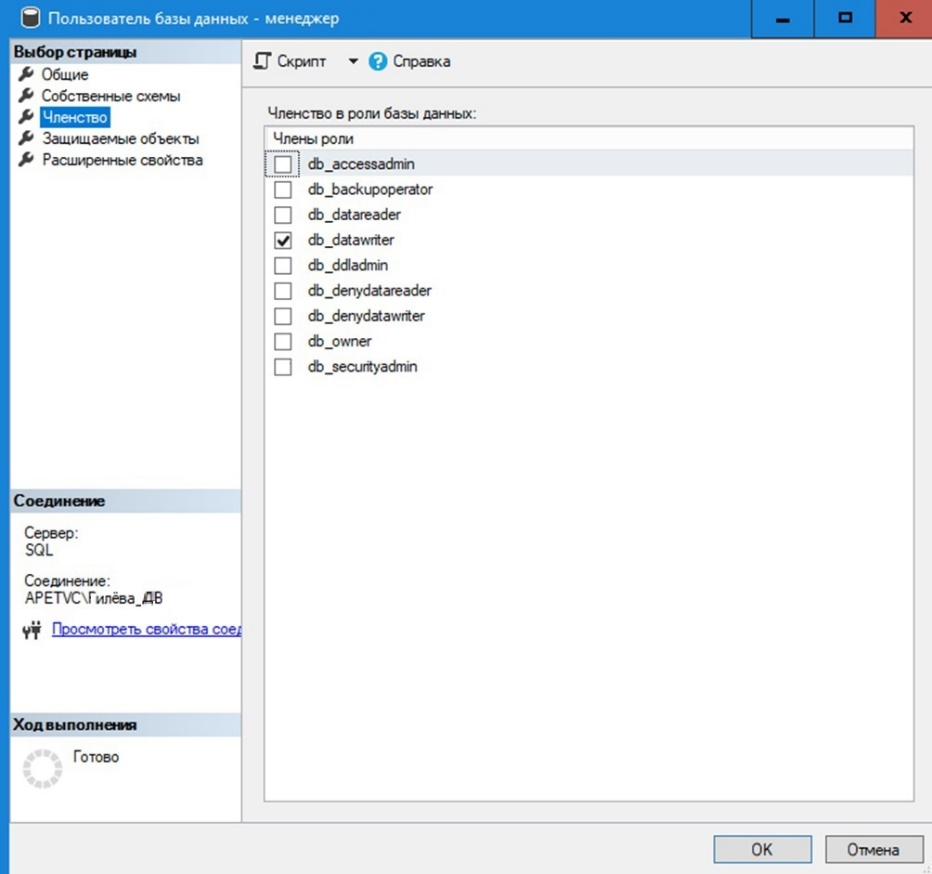 Пользователь базы данных - менеджер
Выбор страницы
Общие
Собственные схемы
Членство
Защищаемые объекты
Расширенные свойства
Скрипт
Справка
Членство в роли базы данных:
Члены роли
db_accessadmin
db_backupoperator
db_datareader
db_datawriter
db_ddladmin
db_denydatareader
db_denydatawriter
db_owner
db_securityadmin
Соединение
Сервер:
SQL
Соединение:
APETVC\Гилёва_ДВ
Просмотреть свойства соед
Ход выполнения
Готово
OK
Отмена